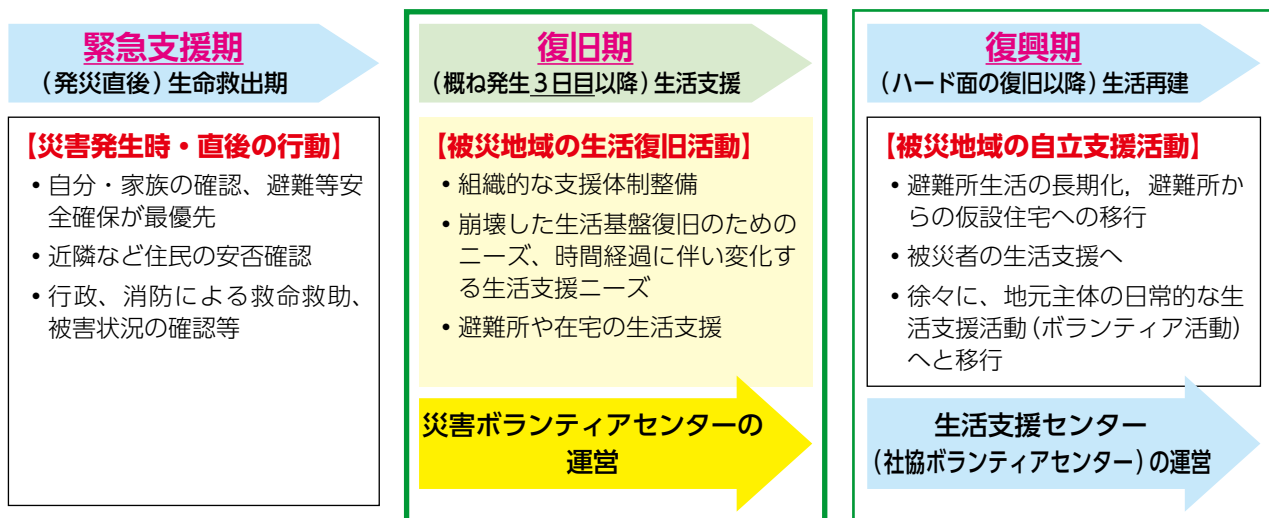 緊急支援期
（発災直後）生命救出期
【災害発生時・直後の行動】
• 自分・家族の確認、避難等安
全確保が最優先
• 近隣など住民の安否確認
• 行政、消防による救命救助、
被害状況の確認等
復旧期
（概ね発生３日目以降）生活支援
【被災地域の生活復旧活動】
• 組織的な支援体制整備
• 崩壊した生活基盤復旧のための
ニーズ、時間経過に伴い変化す
る生活支援ニーズ
• 避難所や在宅の生活支援
災害ボランティアセンターの
運営
復興期
（ハード面の復旧以降）生活再建
【被災地域の自立支援活動】
• 避難所生活の長期化，避難所か
らの仮設住宅への移行
• 被災者の生活支援へ
• 徐々に、地元主体の日常的な生
活支援活動（ボランティア活動）
へと移行
生活支援センター
（社協ボランティアセンター）の運営